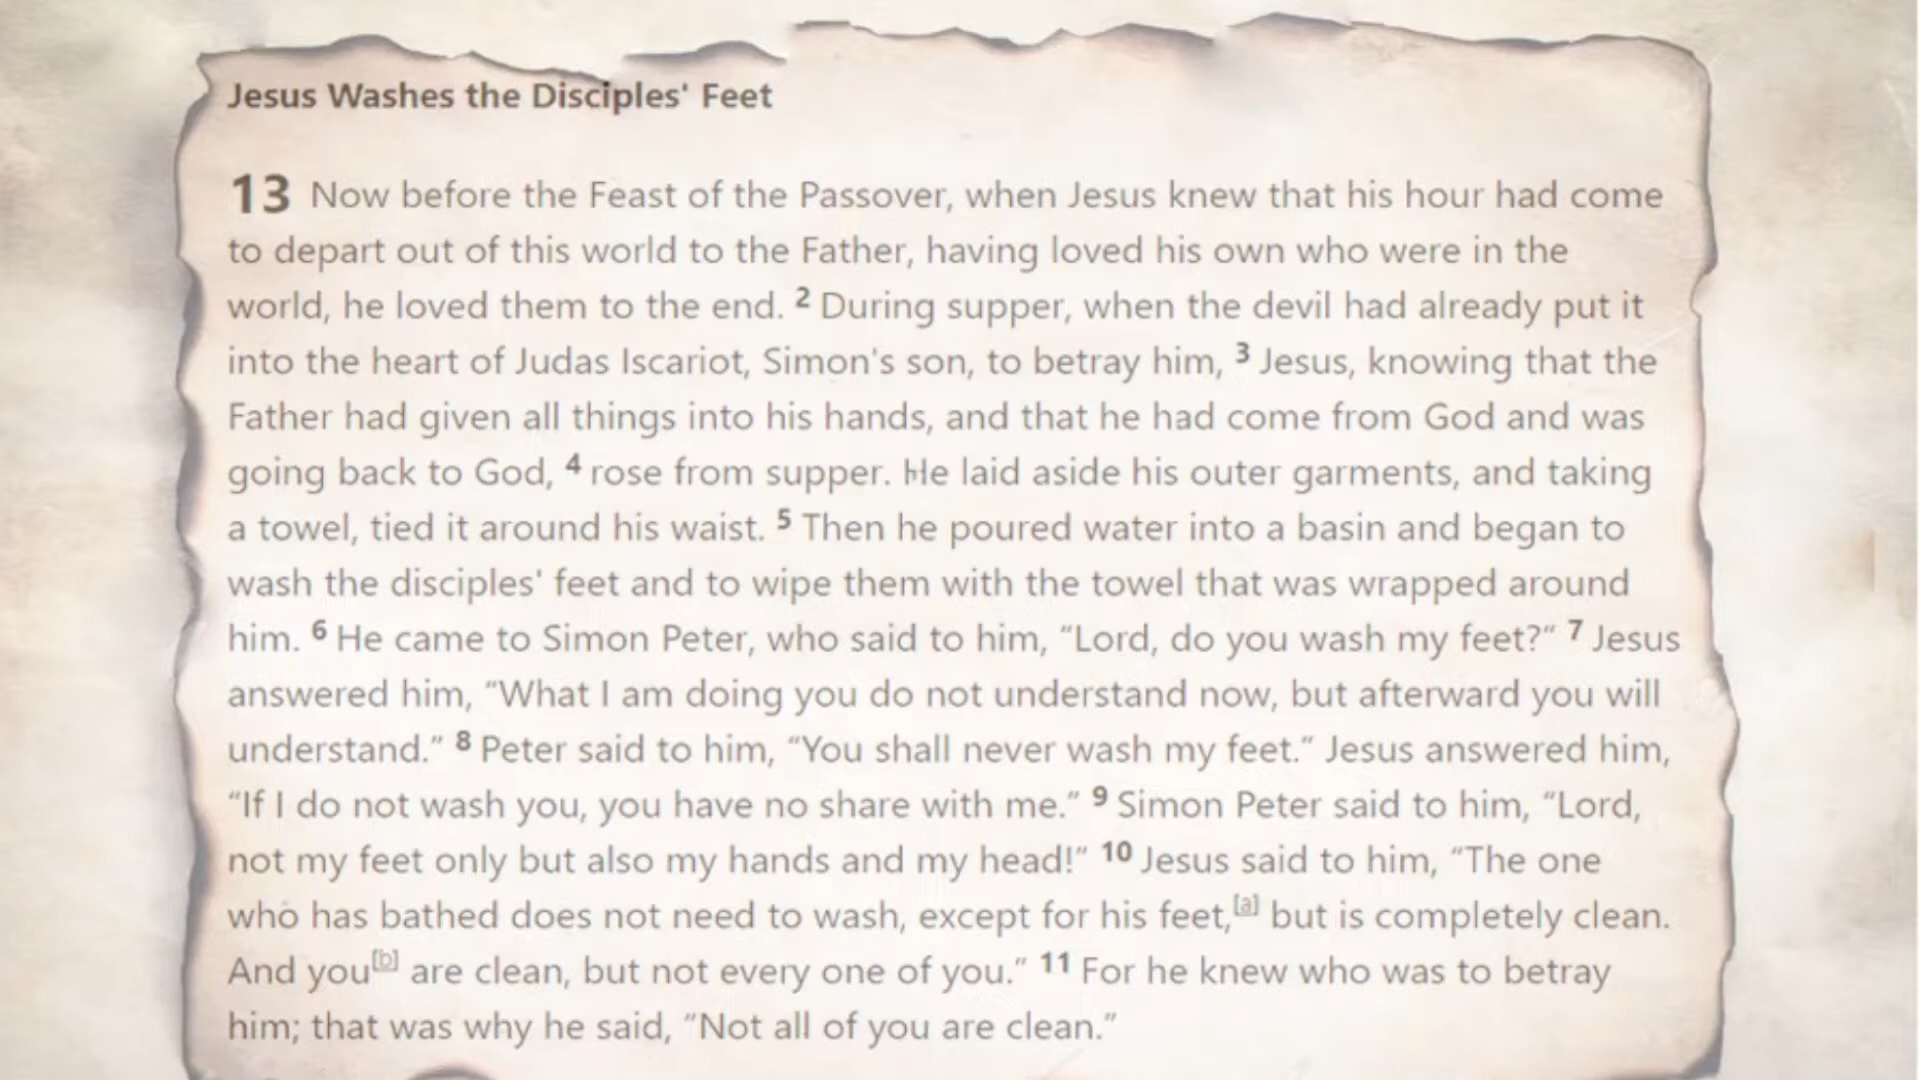 Jesus Washes the Disciples' Feet
13 Now before the Feast of the Passover, when Jesus knew that his hour had come
to depart out of this world to the Father, having loved his own who were in the
world, he loved them to the end. 2 During supper, when the devil had already put it
into the heart of Judas Iscariot, Simon's son, to betray him, 3 Jesus, knowing that the
Father had given all things into his hands, and that he had come from God and was
going back to God, 4 rose from supper. He laid aside his outer garments, and taking
a towel, tied it around his waist. 5 Then he poured water into a basin and began to
wash the disciples' feet and to wipe them with the towel that was wrapped around
him. 6 He came to Simon Peter, who said to him, “Lord, do you wash my feet?” 7 Jesus
answered him, “What I am doing you do not understand now, but afterward you will
understand.” 8 Peter said to him, “You shall never wash my feet.” Jesus answered him,
“If I do not wash you, you have no share with me.” 9 Simon Peter said to him, “Lord,
not my feet only but also my hands and my head!” 10 Jesus said to him, “The one
who has bathed does not need to wash, except for his feet,[a] but is completely clean.
And you[b] are clean, but not every one of you.” 11 For he knew who was to betray
him; that was why he said, “Not all of you are clean.”